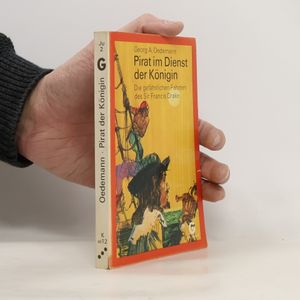 Georg A. Oedemann
Pirat im Dienst
der Königin
Die gefährlichen Fahrten
des Sir Francis Drake
G
Oedemann · Pirat der Königin
K